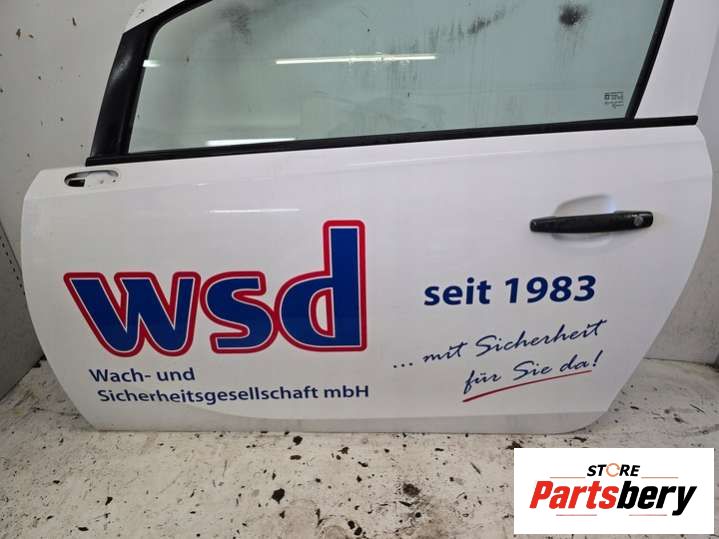 wsd
Wach- und
Sicherheitsgesellschaft mbH
seit 1983
... mit Sicherheit
für Sie da!
STORE
Partsbery